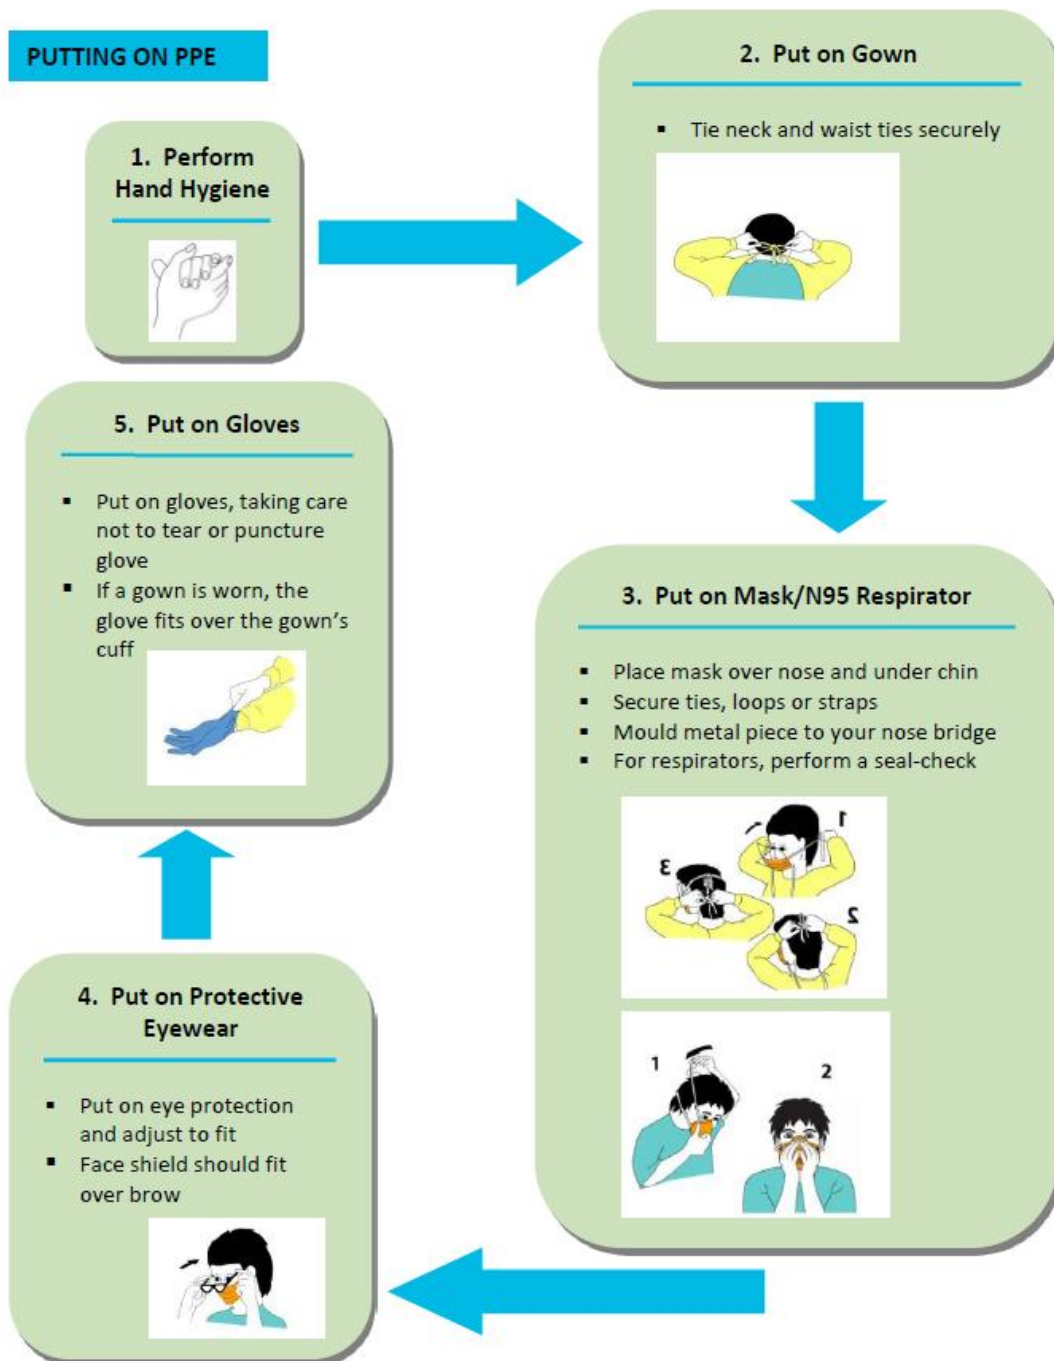 PUTTING ON PPE
1. Perform
Hand Hygiene
2. Put on Gown
▪ Tie neck and waist ties securely
3. Put on Mask/N95 Respirator
▪ Place mask over nose and under chin
▪ Secure ties, loops or straps
▪ Mould metal piece to your nose bridge
▪ For respirators, perform a seal-check
1
3
2
1
2
4. Put on Protective
Eyewear
▪ Put on eye protection
and adjust to fit
▪ Face shield should fit
over brow
5. Put on Gloves
▪ Put on gloves, taking care
not to tear or puncture
glove
▪ If a gown is worn, the
glove fits over the gown’s
cuff